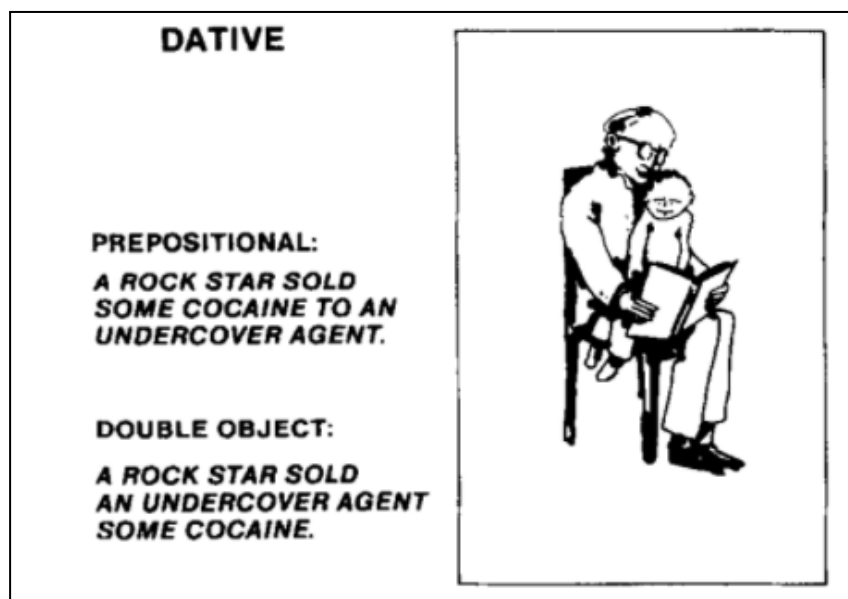 DATIVE
PREPOSITIONAL:
A ROCK STAR SOLD
SOME COCAINE TO AN
UNDERCOVER AGENT.
DOUBLE OBJECT:
A ROCK STAR SOLD
AN UNDERCOVER AGENT
SOME COCAINE.